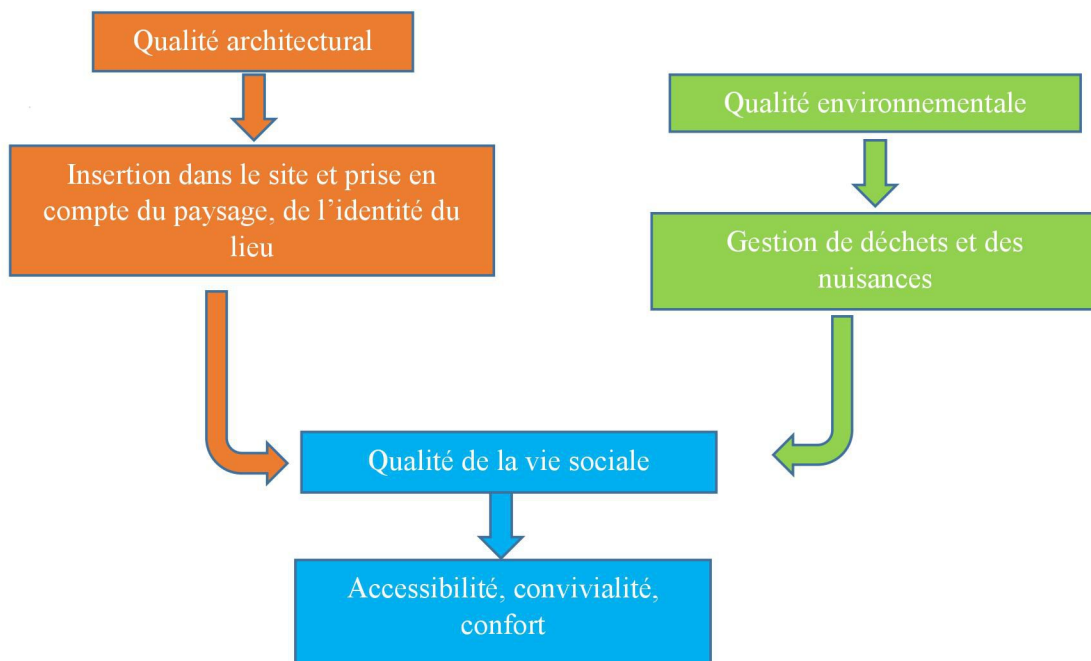 Qualité architectural
Insertion dans le site et prise en
compte du paysage, de l’identité du
lieu
Qualité environnementale
Gestion de déchets et des
nuisances
Qualité de la vie sociale
Accessibilité, convivialité,
confort